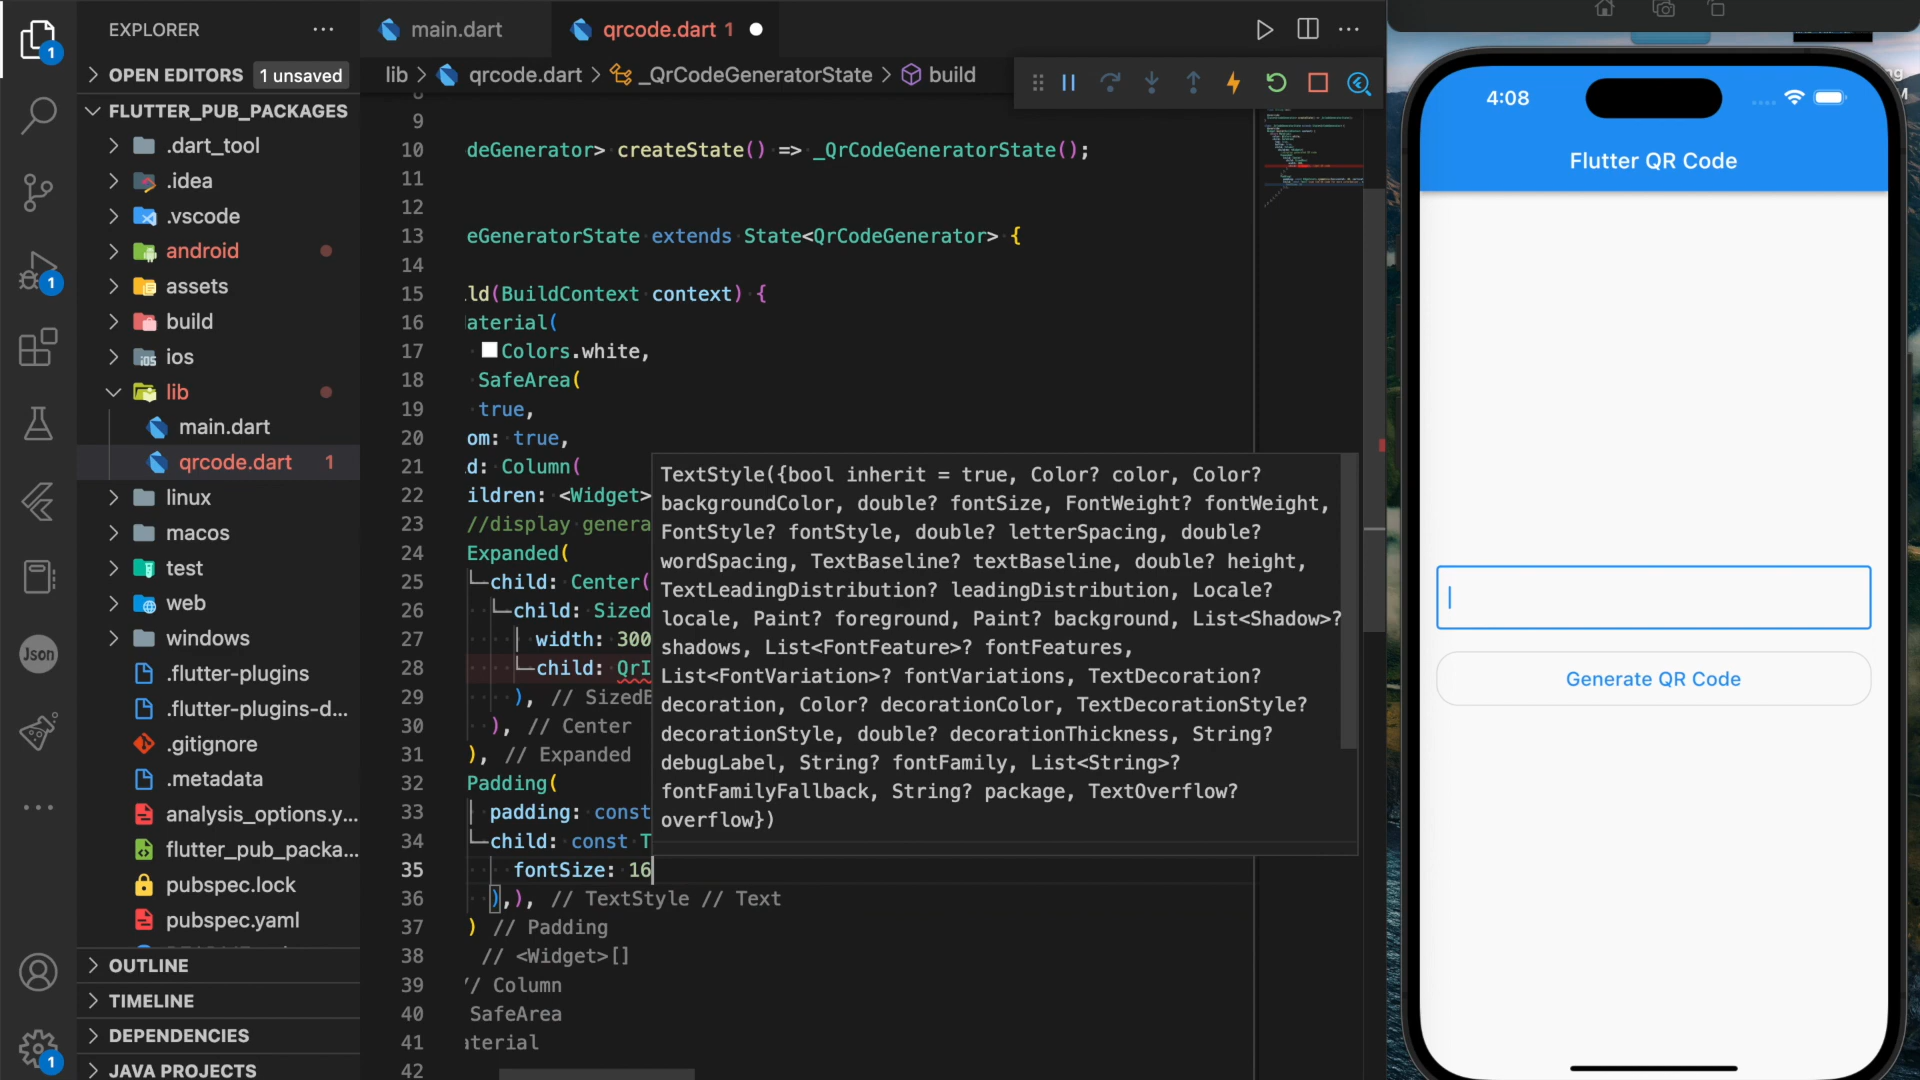 EXPLORER
OPEN EDITORS
1 unsaved
FLUTTER_PUB_PACKAGES
.dart_tool
.idea
.vscode
android
assets
build
ios
lib
main.dart
qrcode.dart 1
linux
macos
test
web
windows
.flutter-plugins
.flutter-plugins-d...
.gitignore
.metadata
analysis_options.y...
flutter_pub_packa...
pubspec.lock
pubspec.yaml
OUTLINE
TIMELINE
DEPENDENCIES
JAVA PROJECTS
1
1
Json
1
main.dart
qrcode.dart 1
lib > qrcode.dart > _QrCodeGeneratorState > build
9
10 deGenerator> createState() => _QrCodeGeneratorState();
11
12
13 eGeneratorState extends State<QrCodeGenerator> {
14
15 ld(BuildContext context) {
16 aterial(
17 Colors.white,
18 SafeArea(
19 true,
20 om: true,
21 d: Column(
22 ildren: <Widget>
23 //display genera
24 Expanded(
25 child: Center(
26 child: Sized
27 width: 300
28 child: QrI
29 ), // SizedB
30 ), // Center
31 ), // Expanded
32 Padding(
33 padding: const
34 child: const T
35 fontSize: 16
36 ),), // TextStyle // Text
37 ) // Padding
38 // <Widget>[]
39 // Column
40 SafeArea
41 aterial
42
TextStyle({bool inherit = true, Color? color, Color?
backgroundColor, double? fontSize, FontWeight? fontWeight,
FontStyle? fontStyle, double? letterSpacing, double?
wordSpacing, TextBaseline? textBaseline, double? height,
TextLeadingDistribution? leadingDistribution, Locale?
locale, Paint? foreground, Paint? background, List<Shadow>?
shadows, List<FontFeature>? fontFeatures,
List<FontVariation>? fontVariations, TextDecoration?
decoration, Color? decorationColor, TextDecorationStyle?
decorationStyle, double? decorationThickness, String?
debugLabel, String? fontFamily, List<String>?
fontFamilyFallback, String? package, TextOverflow?
overflow})
4:08
Flutter QR Code
Generate QR Code